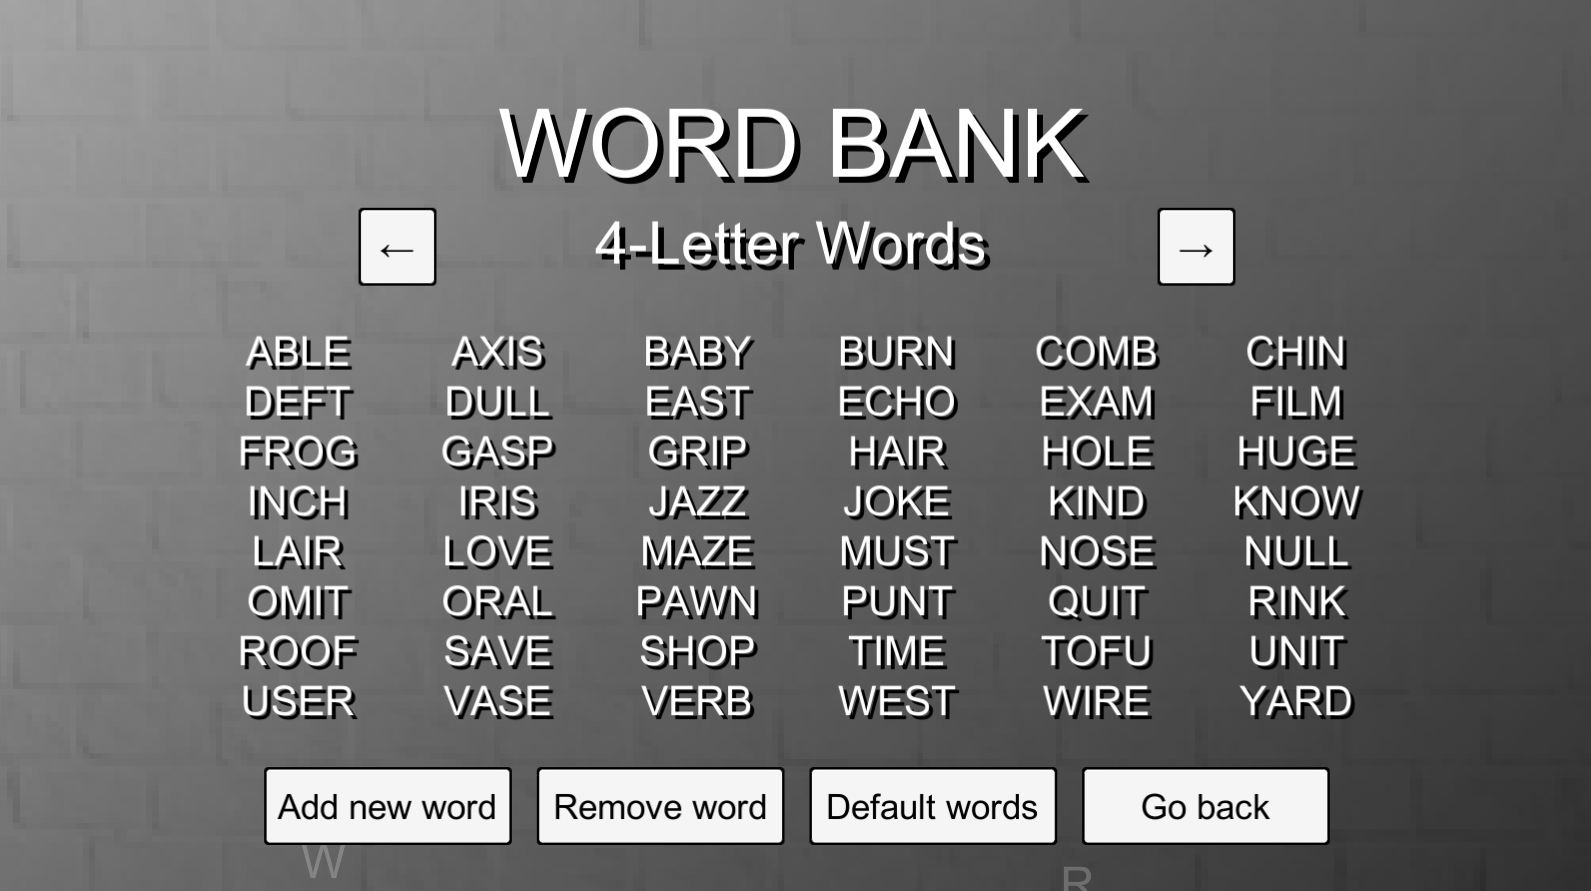 WORD BANK
← 4-Letter Words →
ABLE AXIS BABY BURN COMB CHIN
DEFT DULL EAST ECHO EXAM FILM
FROG GASP GRIP HAIR HOLE HUGE
INCH IRIS JAZZ JOKE KIND KNOW
LAIR LOVE MAZE MUST NOSE NULL
OMIT ORAL PAWN PUNT QUIT RINK
ROOF SAVE SHOP TIME TOFU UNIT
USER VASE VERB WEST WIRE YARD
Add new word Remove word Default words Go back
W R